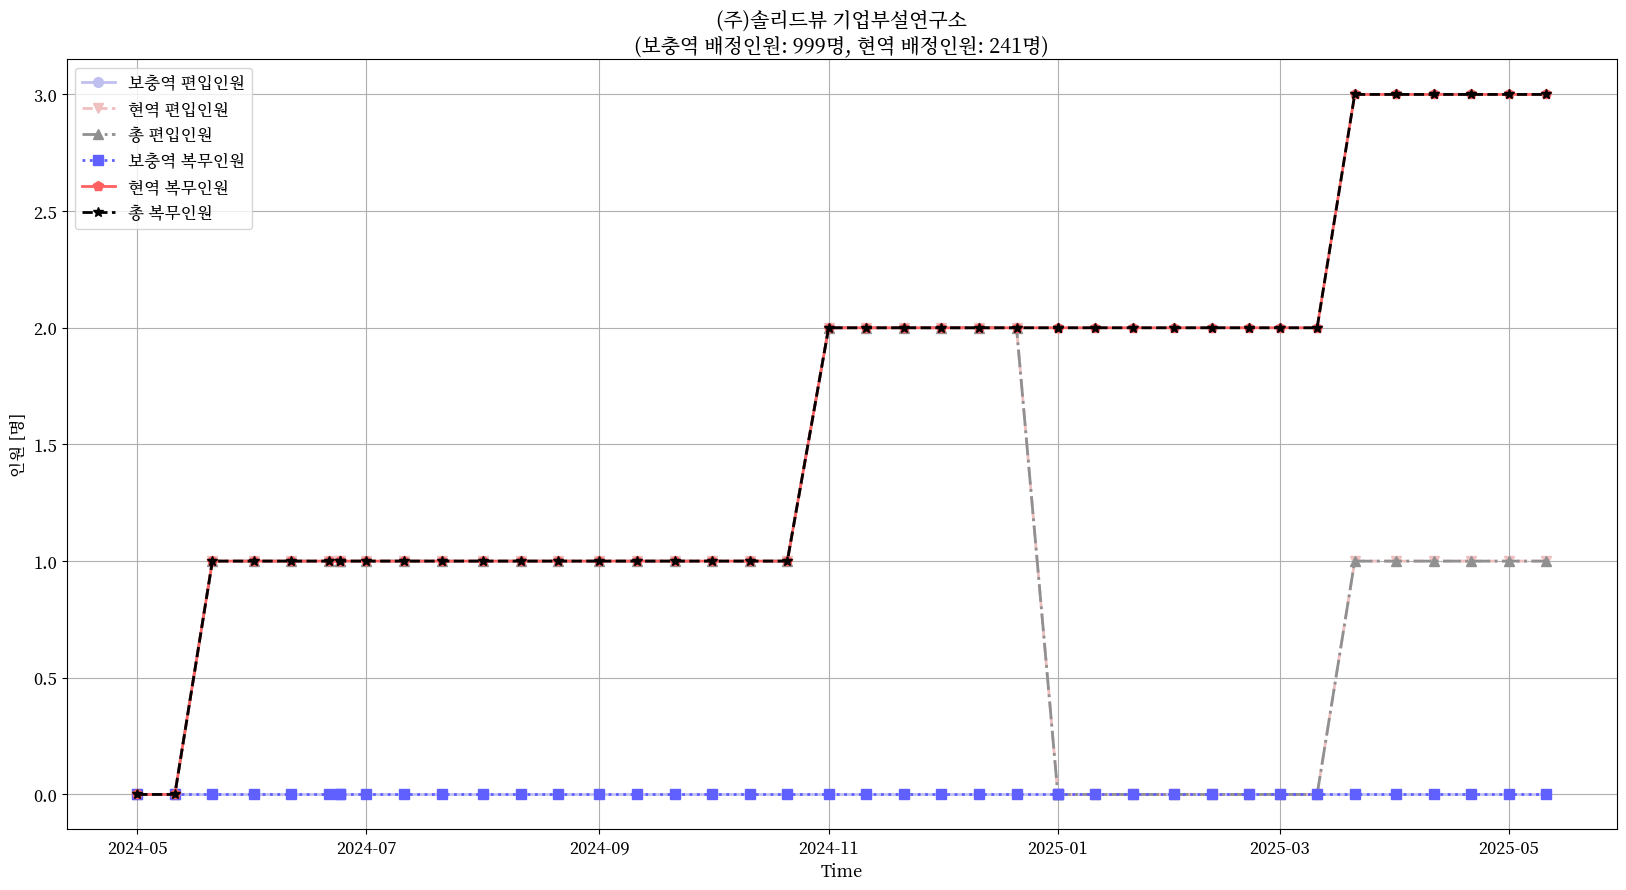 (주)솔리드뷰 기업부설연구소
(보충역 배정인원: 999명, 현역 배정인원: 241명)
보충역 편입인원
현역 편입인원
총 편입인원
보충역 복무인원
현역 복무인원
총 복무인원
인원 [명]
3.0
2.5
2.0
1.5
1.0
0.5
0.0
2024-05 2024-07 2024-09 2024-11 2025-01 2025-03 2025-05
Time